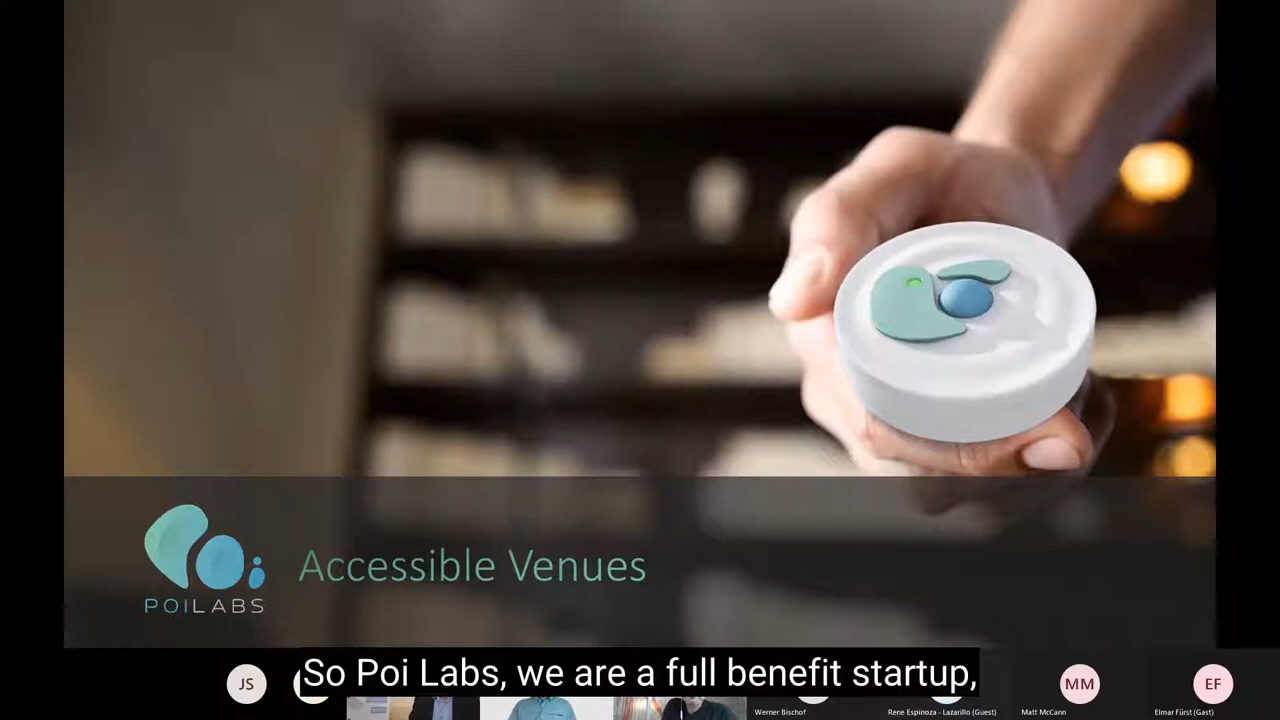 Accessible Venues
POILABS
So Poi Labs, we are a full benefit startup,
JS
MM
EF
Werner Bischof
Rene Espinoza - Lazarillo (Guest)
Matt McCann
Elmar Fürst (Gast)